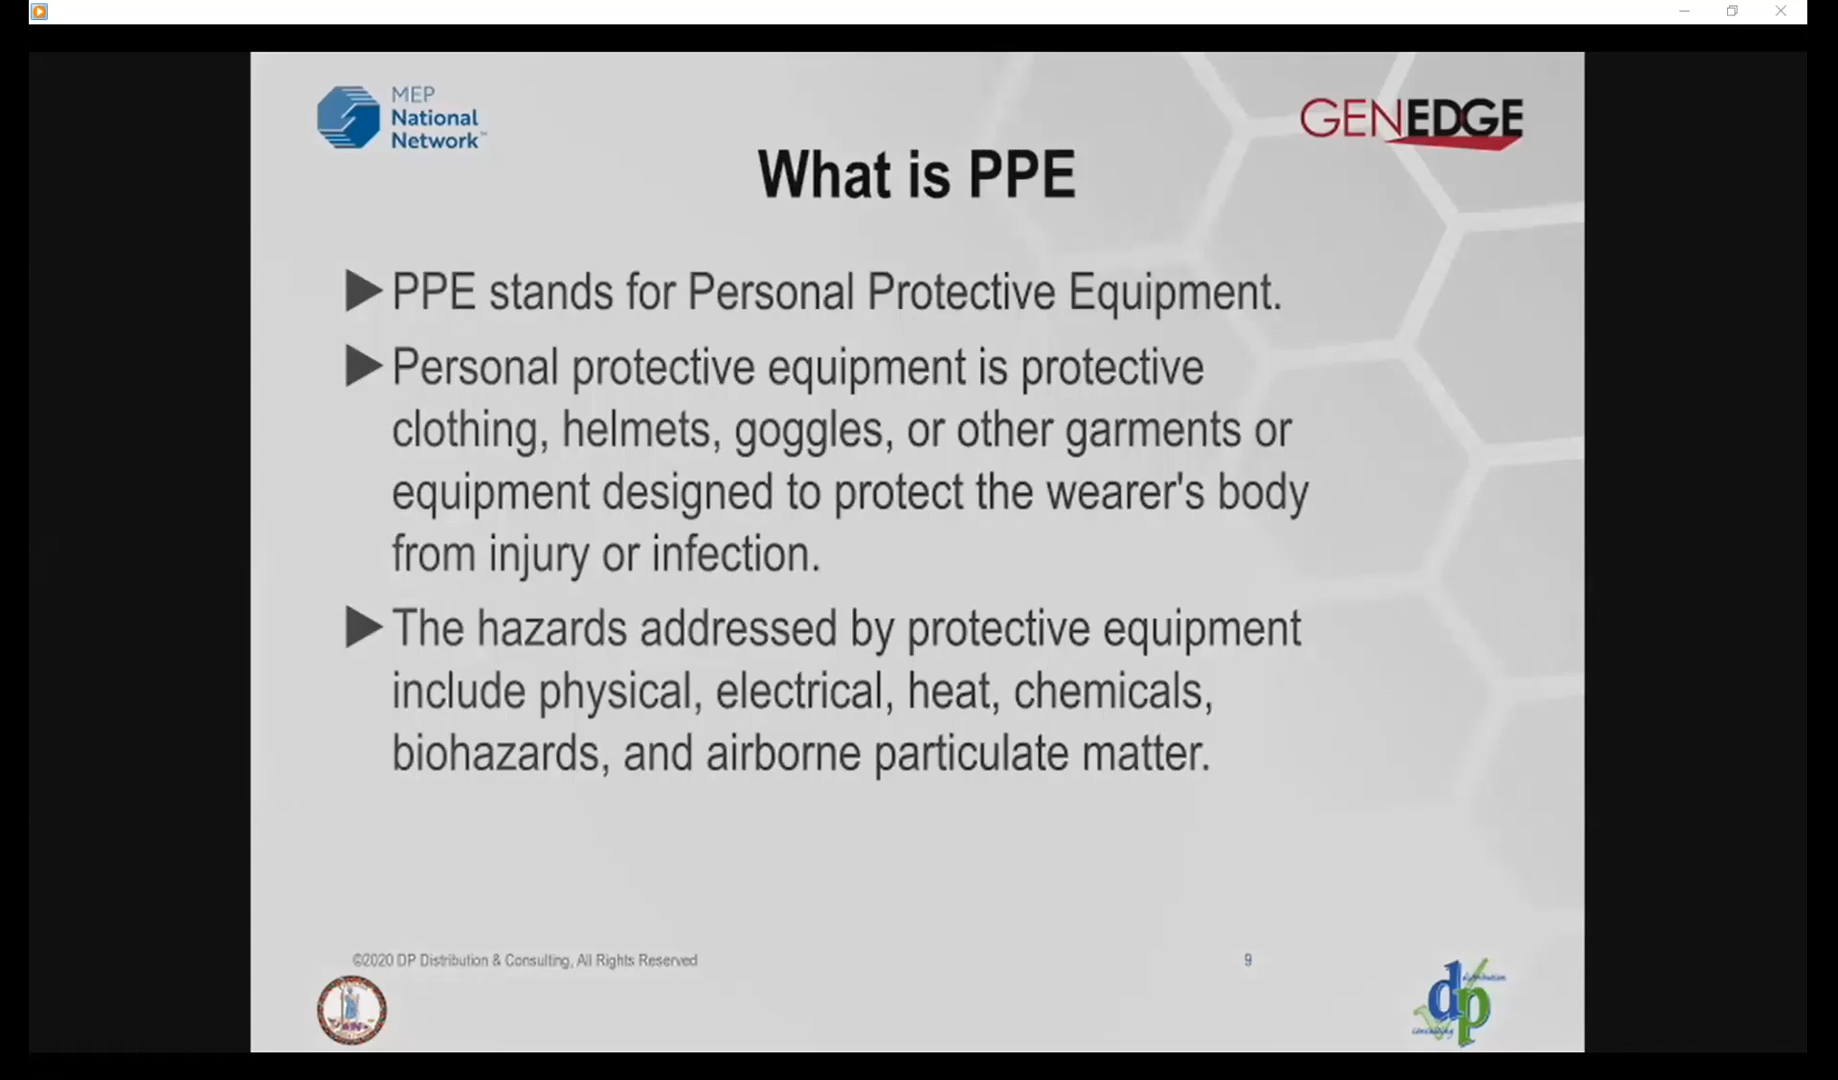 MEP
National
Network™
GENEDGE
What is PPE
PPE stands for Personal Protective Equipment.
Personal protective equipment is protective
clothing, helmets, goggles, or other garments or
equipment designed to protect the wearer's body
from injury or infection.
The hazards addressed by protective equipment
include physical, electrical, heat, chemicals,
biohazards, and airborne particulate matter.
©2020 DP Distribution & Consulting, All Rights Reserved
9
dp
distribution
consulting